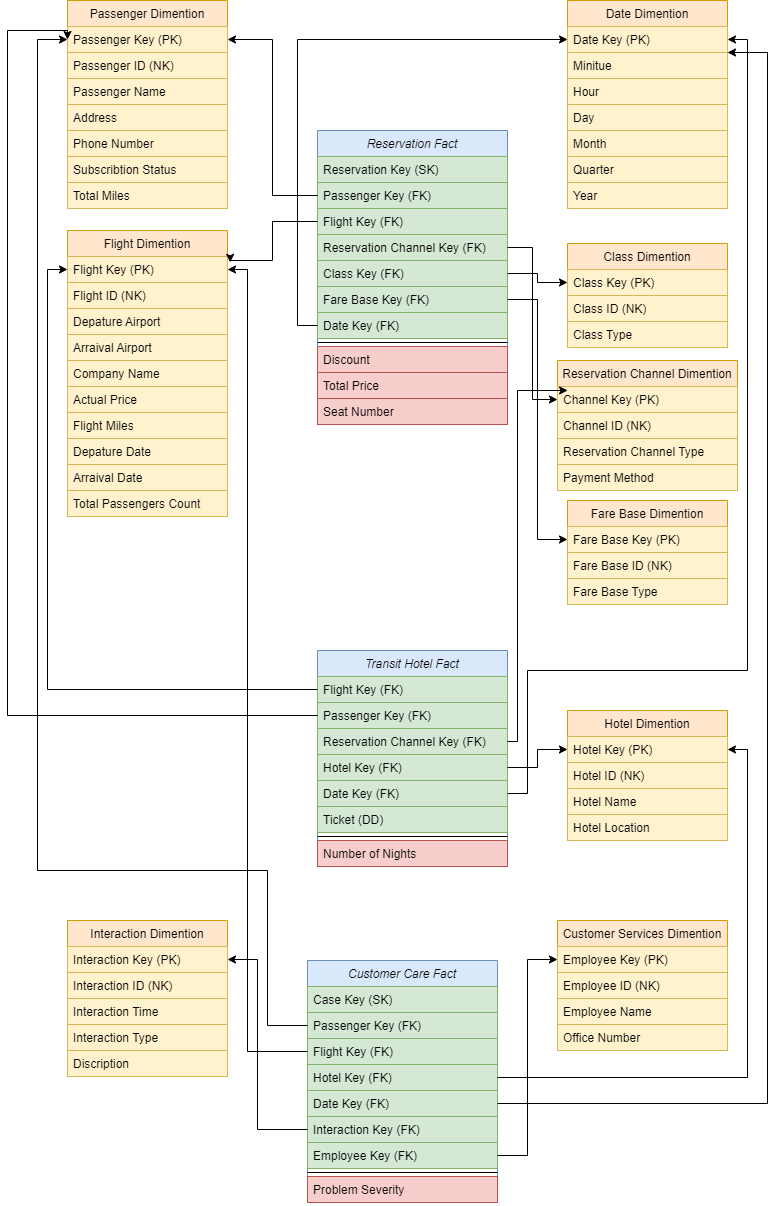 Passenger Dimention
Passenger Key (PK)
Passenger ID (NK)
Passenger Name
Address
Phone Number
Subscribtion Status
Total Miles
Date Dimention
Date Key (PK)
Minitue
Hour
Day
Month
Quarter
Year
Reservation Fact
Reservation Key (SK)
Passenger Key (FK)
Flight Key (FK)
Reservation Channel Key (FK)
Class Key (FK)
Fare Base Key (FK)
Date Key (FK)
Discount
Total Price
Seat Number
Flight Dimention
Flight Key (PK)
Flight ID (NK)
Depature Airport
Arraival Airport
Company Name
Actual Price
Flight Miles
Depature Date
Arraival Date
Total Passengers Count
Class Dimention
Class Key (PK)
Class ID (NK)
Class Type
Reservation Channel Dimention
Channel Key (PK)
Channel ID (NK)
Reservation Channel Type
Payment Method
Fare Base Dimention
Fare Base Key (PK)
Fare Base ID (NK)
Fare Base Type
Transit Hotel Fact
Flight Key (FK)
Passenger Key (FK)
Reservation Channel Key (FK)
Hotel Key (FK)
Date Key (FK)
Ticket (DD)
Number of Nights
Hotel Dimention
Hotel Key (PK)
Hotel ID (NK)
Hotel Name
Hotel Location
Interaction Dimention
Interaction Key (PK)
Interaction ID (NK)
Interaction Time
Interaction Type
Discription
Customer Care Fact
Case Key (SK)
Passenger Key (FK)
Flight Key (FK)
Hotel Key (FK)
Date Key (FK)
Interaction Key (FK)
Employee Key (FK)
Problem Severity
Customer Services Dimention
Employee Key (PK)
Employee ID (NK)
Employee Name
Office Number